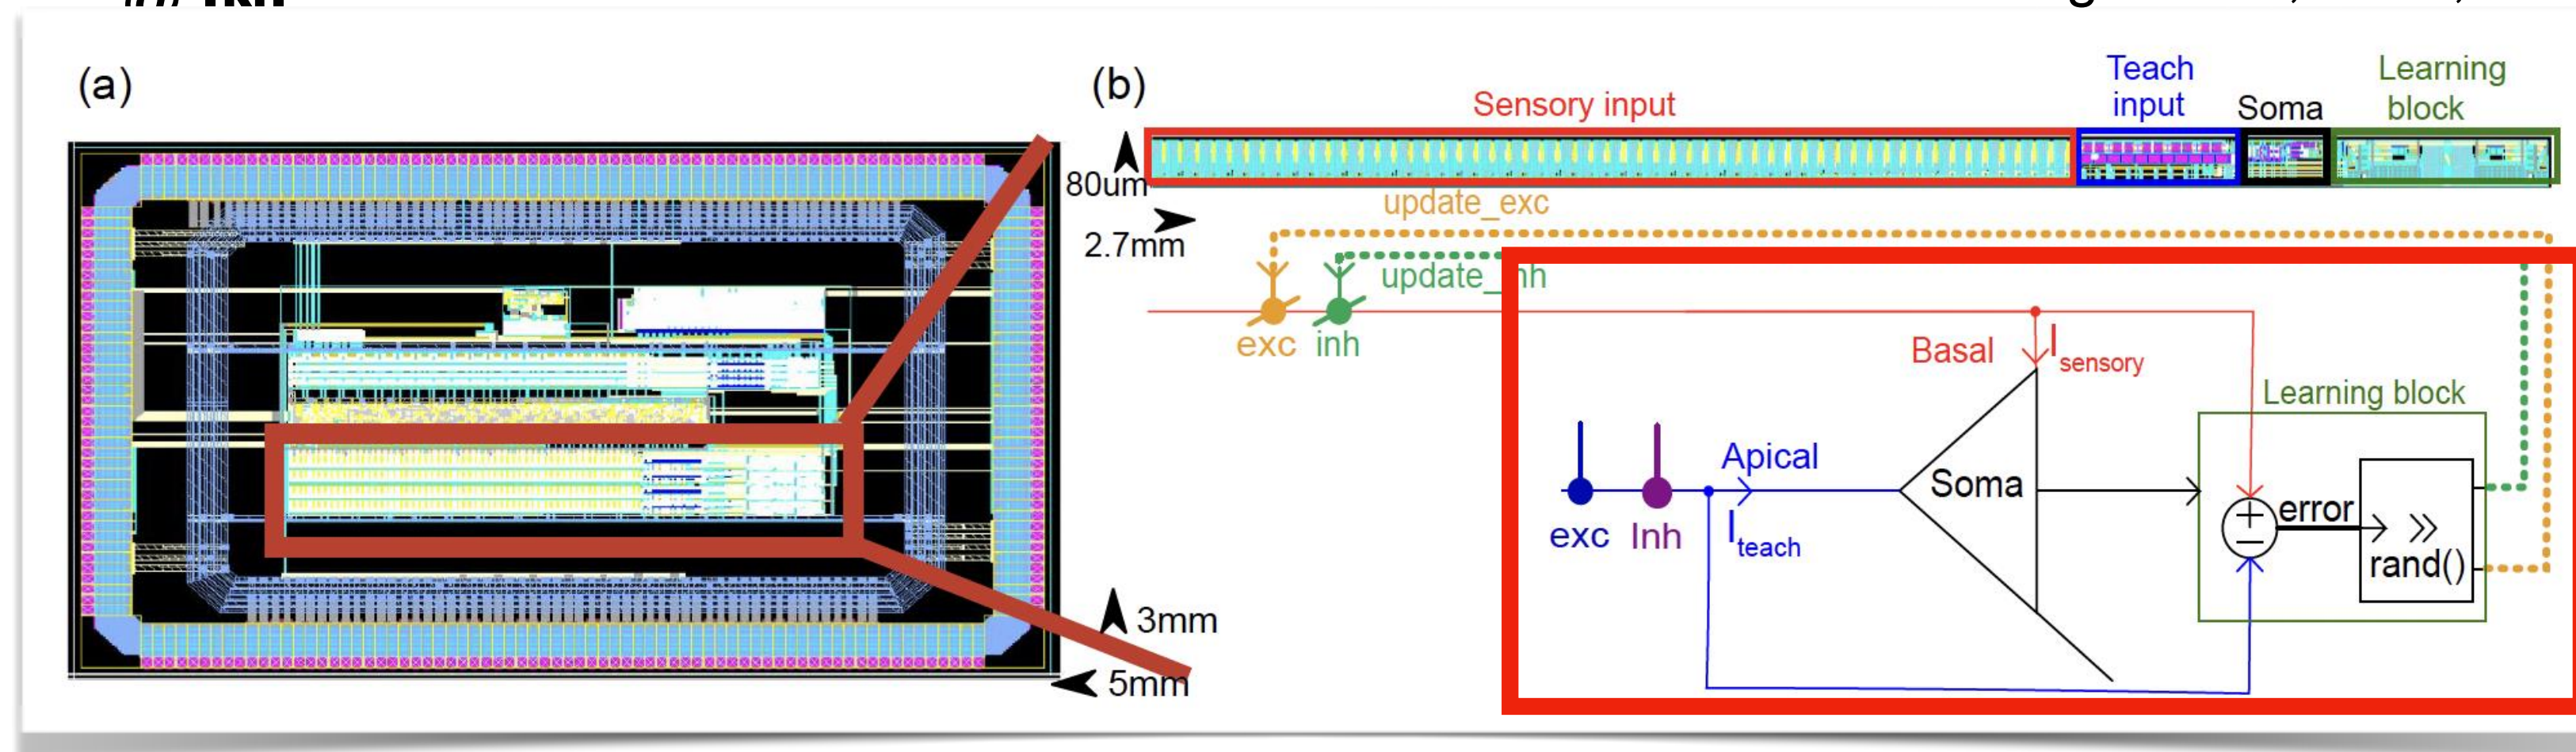 (a)
3mm
5mm
(b)
Sensory input
Teach
input
Soma
Learning
block
80um
2.7mm
update_exc
update_inh
exc inh
Basal
I sensory
Learning block
Apical
Soma
exc Inh
I teach
+
−
error
≫
rand()